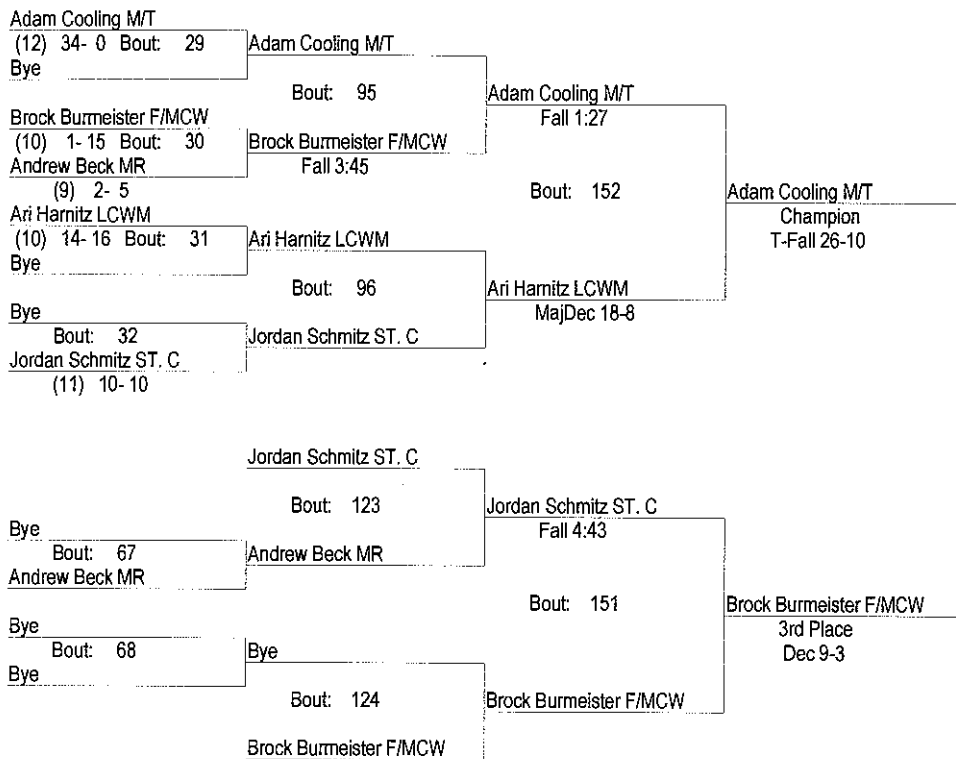 Adam Cooling M/T
(12) 34- 0 Bout: 29
Bye
Adam Cooling M/T
Bout: 95
Brock Burmeister F/MCW
(10) 1- 15 Bout: 30
Andrew Beck MR
(9) 2- 5
Brock Burmeister F/MCW
Fall 3:45
Adam Cooling M/T
Fall 1:27
Bout: 152
Ari Harnitz LCWM
(10) 14- 16 Bout: 31
Bye
Ari Harnitz LCWM
Bout: 96
Bye
Bout: 32
Jordan Schmitz ST. C
(11) 10- 10
Jordan Schmitz ST. C
Ari Harnitz LCWM
MajDec 18-8
Adam Cooling M/T
Champion
T-Fall 26-10
Jordan Schmitz ST. C
Bout: 123
Bye
Bout: 67
Andrew Beck MR
Andrew Beck MR
Jordan Schmitz ST. C
Fall 4:43
Bout: 151
Bye
Bout: 68
Bye
Bye
Bout: 124
Brock Burmeister F/MCW
Brock Burmeister F/MCW
Brock Burmeister F/MCW
3rd Place
Dec 9-3